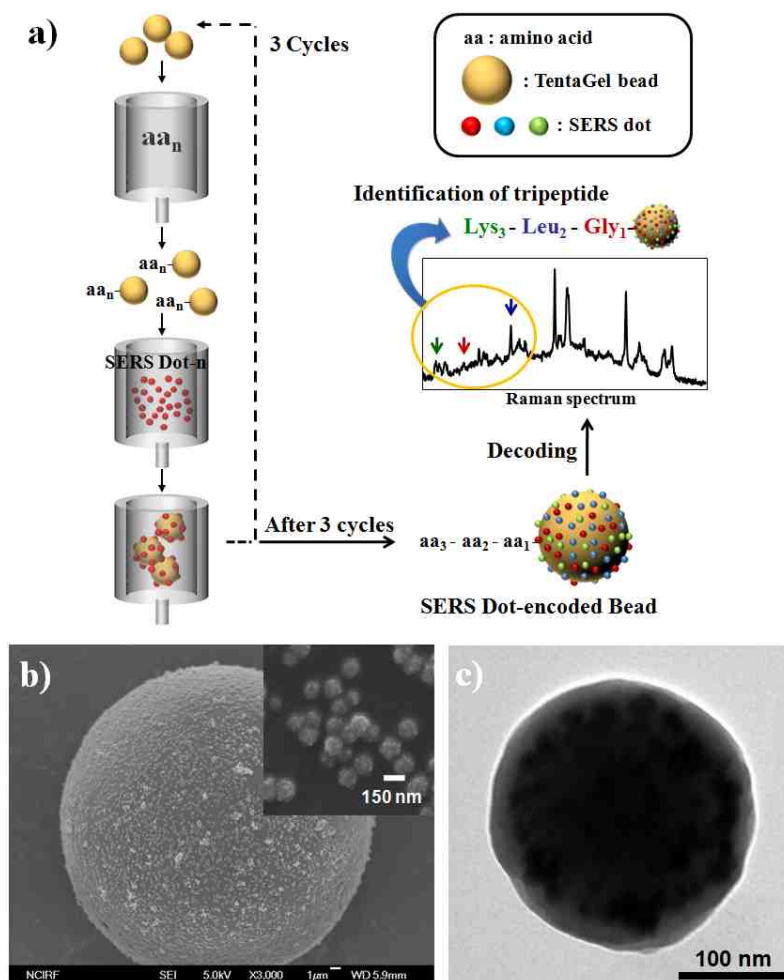 a)
3 Cycles
aa : amino acid
: TentaGel bead
: SERS dot
aaₙ
Identification of tripeptide
Lys₃ - Leu₂ - Gly₁
aaₙ
aaₙ
aaₙ
SERS Dot-n
Raman spectrum
Decoding
After 3 cycles
aa₃ - aa₂ - aa₁
SERS Dot-encoded Bead
b)
150 nm
NCIRF SEI 5.0kV X3,000 1μm WD 5.9mm
c)
100 nm